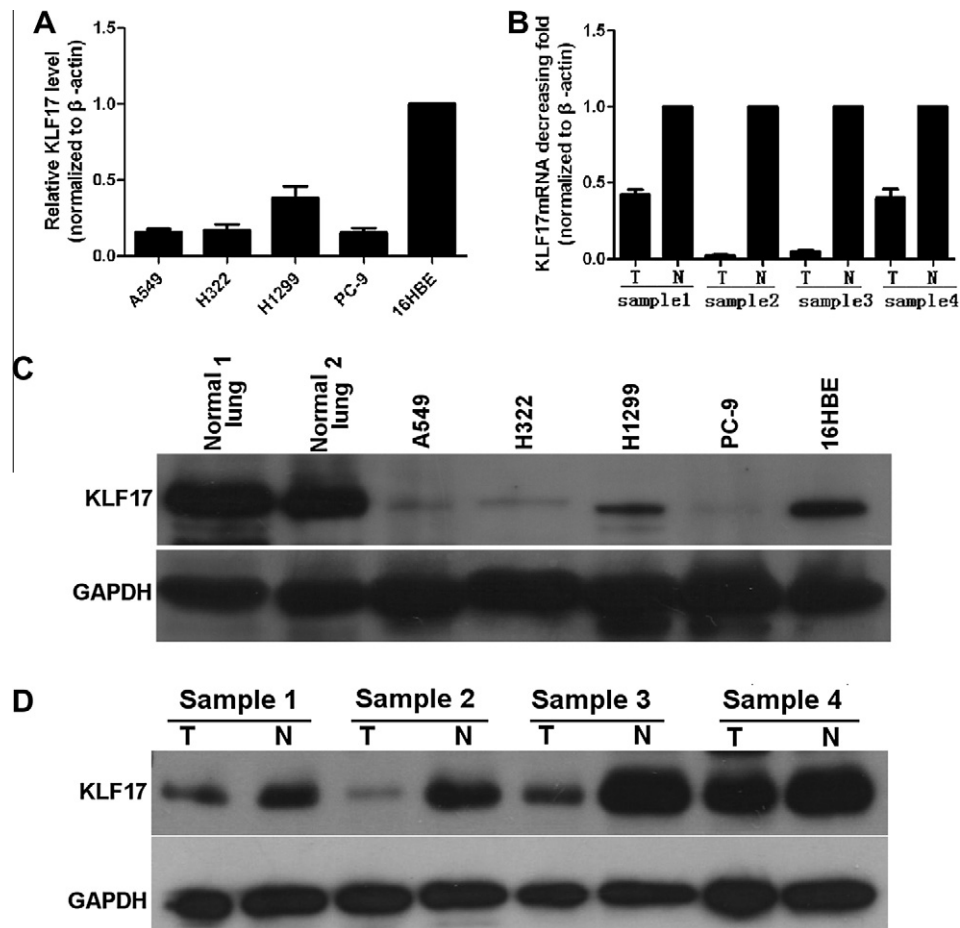 A
Relative KLF17 level
(normalized to β -actin)
1.5
1.0
0.5
0.0
A549
H322
H1299
PC-9
16HBE
B
KLF17mRNA decreasing fold
(normalized to β -actin)
1.5
1.0
0.5
0.0
T N T N T N T N
sample1 sample2 sample3 sample4
C
Normal 1
lung
Normal 2
lung
A549
H322
H1299
PC-9
16HBE
KLF17
GAPDH
D
Sample 1 Sample 2 Sample 3 Sample 4
T N T N T N T N
KLF17
GAPDH